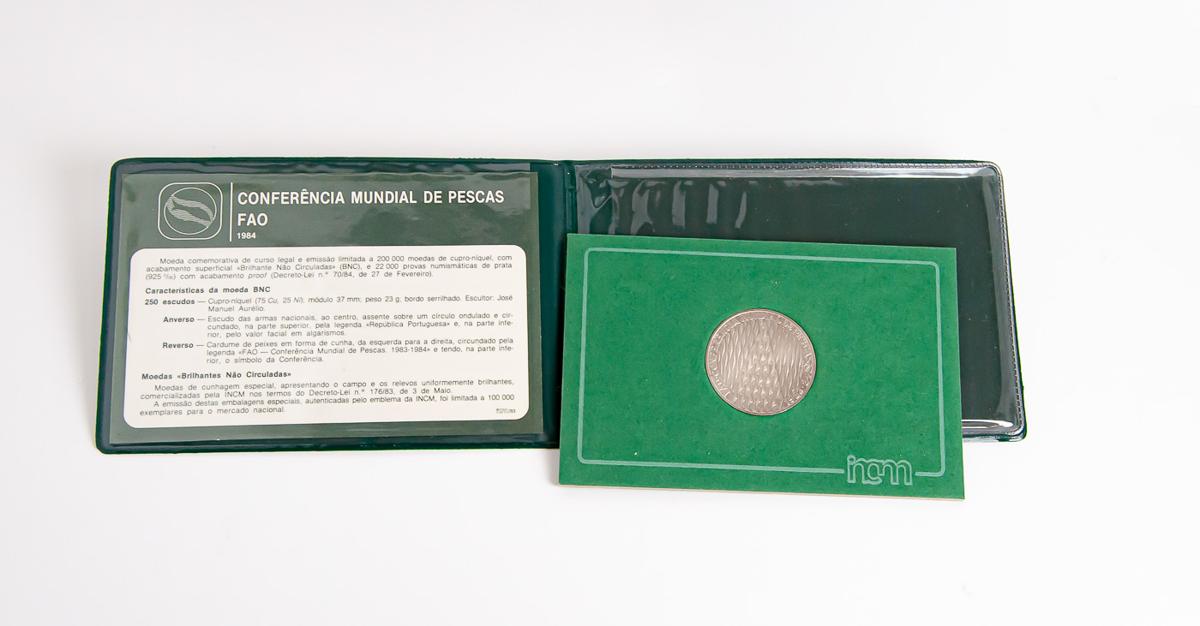 CONFERÊNCIA MUNDIAL DE PESCAS
FAO
1984
Moeda comemorativa de curso legal e emissão limitada a 200 000 moedas de cupro-níquel, com
acabamento superficial «Brilhante Não Circuladas» (BNC), e 22 000 provas numismáticas de prata
(925 ‰) com acabamento proof (Decreto-Lei n.° 70/84, de 27 de Fevereiro).
Características da moeda BNC
250 escudos — Cupro-níquel (75 Cu, 25 Ni); módulo 37 mm; peso 23 g; bordo serrilhado. Escultor: José
Manuel Aurélio.
Anverso — Escudo das armas nacionais, ao centro, assente sobre um círculo ondulado e cir-
cundado, na parte superior, pela legenda «República Portuguesa» e, na parte infe-
rior, pelo valor facial em algarismos.
Reverso — Cardume de peixes em forma de cunha, da esquerda para a direita, circundado pela
legenda «FAO — Conferência Mundial de Pescas. 1983-1984» e tendo, na parte infe-
rior, o símbolo da Conferência.
Moedas «Brilhantes Não Circuladas»
Moedas de cunhagem especial, apresentando o campo e os relevos uniformemente brilhantes,
comercializadas pela INCM nos termos do Decreto-Lei n.° 176/83, de 3 de Maio.
A emissão destas embalagens especiais, autenticadas pelo emblema da INCM, foi limitada a 100 000
exemplares para o mercado nacional.
incm